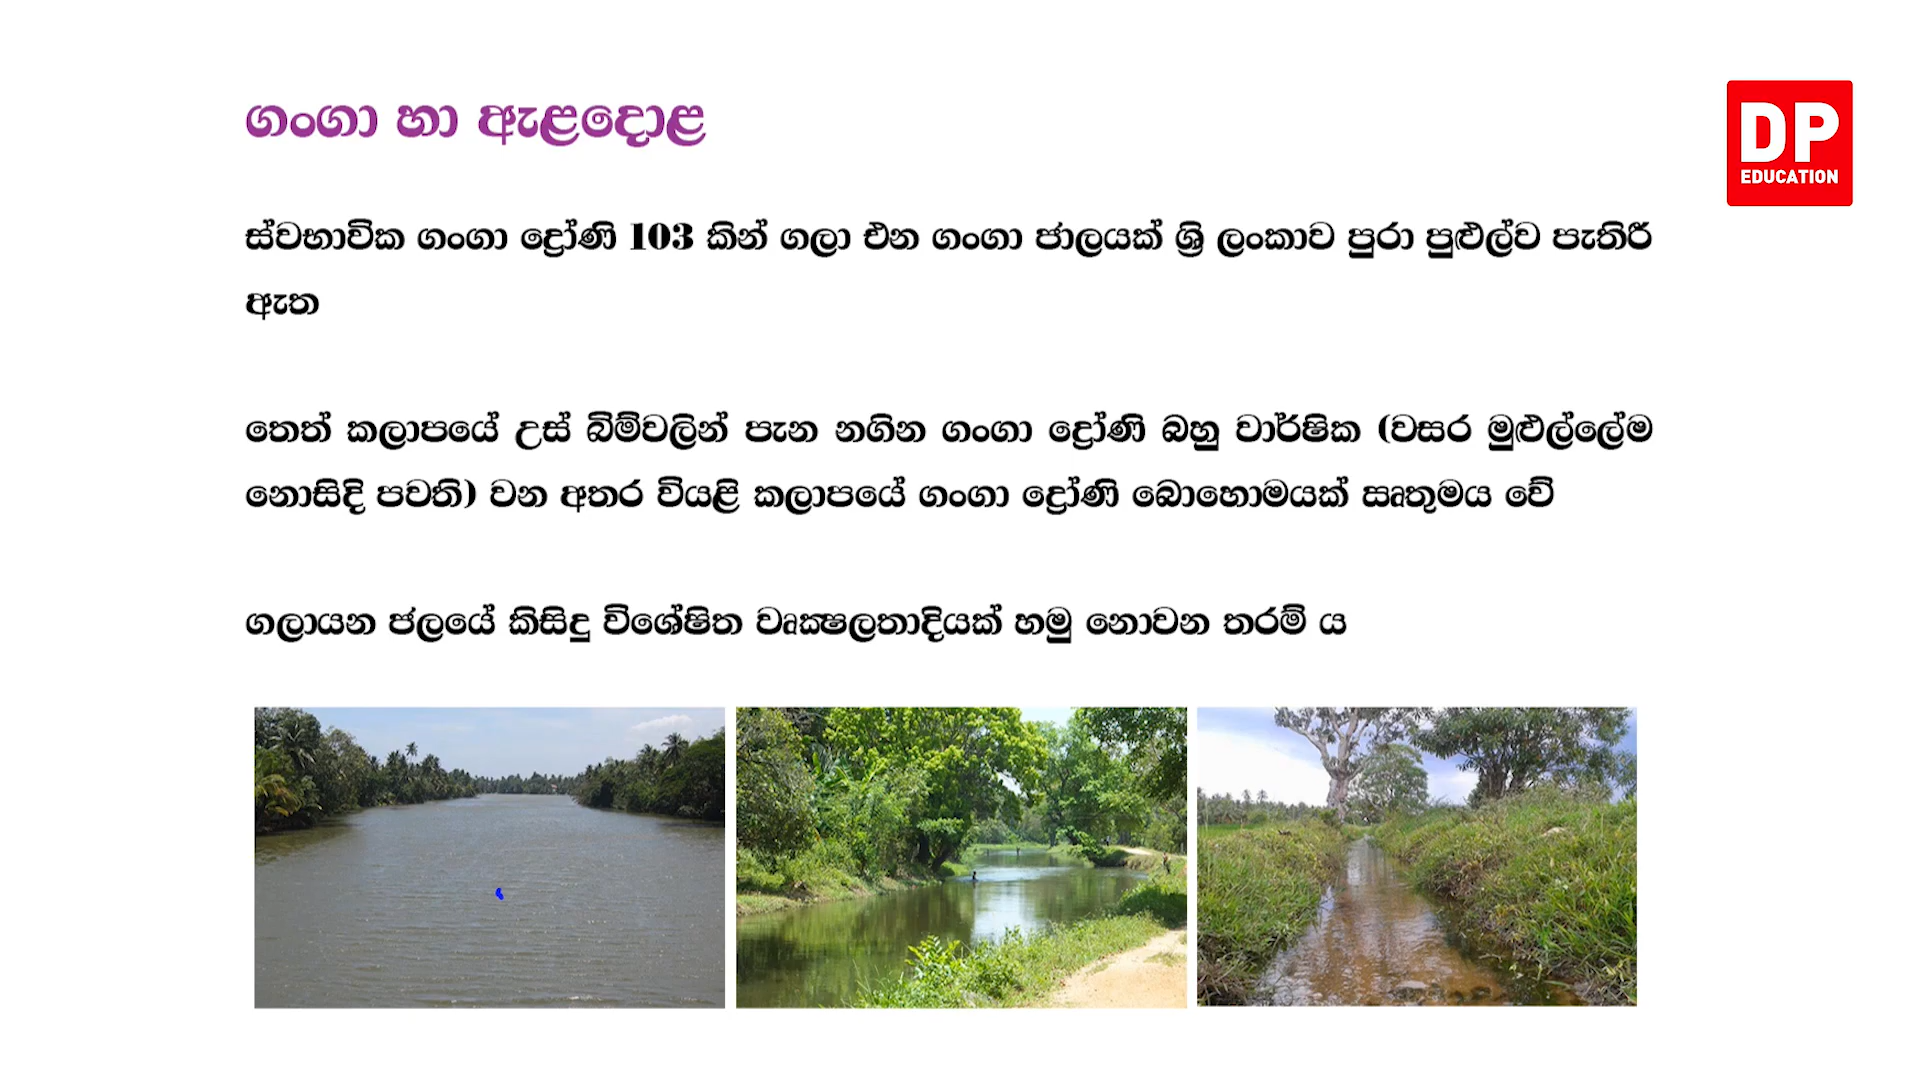 ගංගා හා ඇළදොළ
DP
EDUCATION
ස්වභාවික ගංගා ද්‍රෝණි 103 කින් ගලා එන ගංගා ජාලයක් ශ්‍රී ලංකාව පුරා පුළුල්ව පැතිරී
ඇත
තෙත් කලාපයේ උස් බිම්වලින් පැන නගින ගංගා ද්‍රෝණි බහු වාර්ෂික (වසර මුළුල්ලේම
නොසිදි පවතී) වන අතර වියළි කලාපයේ ගංගා ද්‍රෝණි බොහොමයක් ඍතුමය වේ
ගලායන ජලයේ කිසිදු විශේෂිත වෘක්‍ෂලතාදියක් හමු නොවන තරම් ය